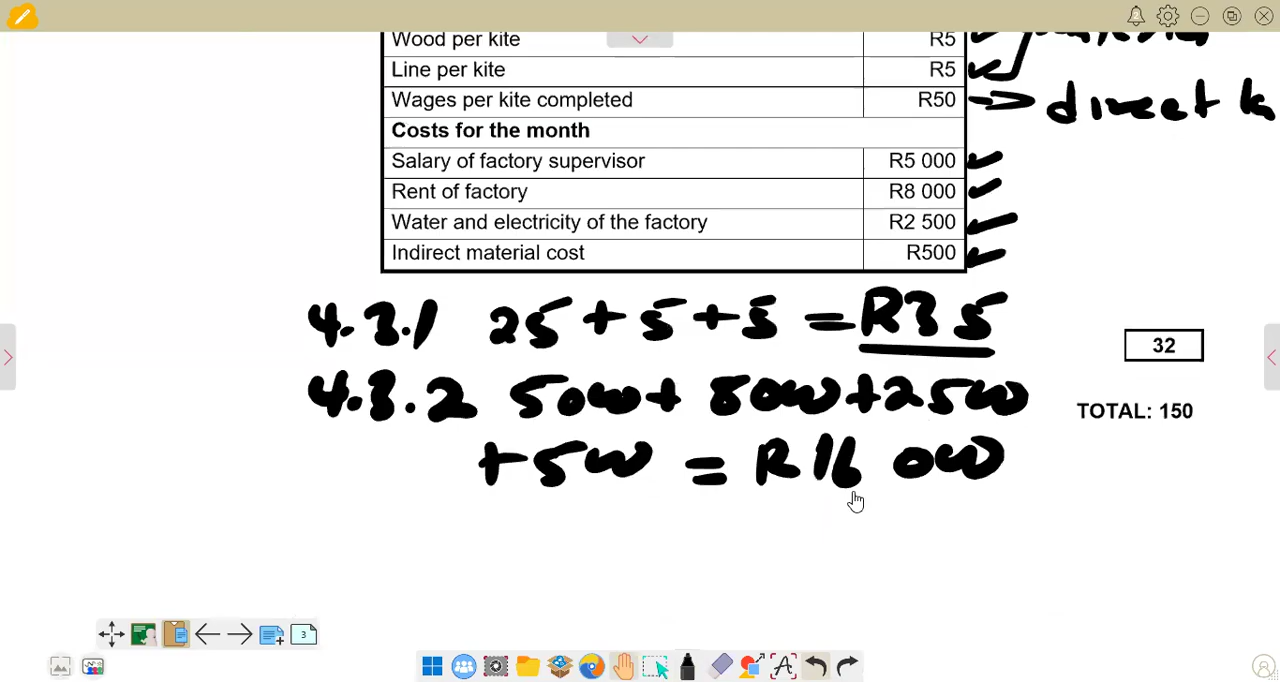 Wood per kite R5
Line per kite R5
Wages per kite completed R50 direct
Costs for the month
Salary of factory supervisor R5 000
Rent of factory R8 000
Water and electricity of the factory R2 500
Indirect material cost R500
4.3.1 25 + 5 + 5 = R35
32
4.3.2 5000 + 8000 + 2500
TOTAL: 150
+ 500 = R16 000
3